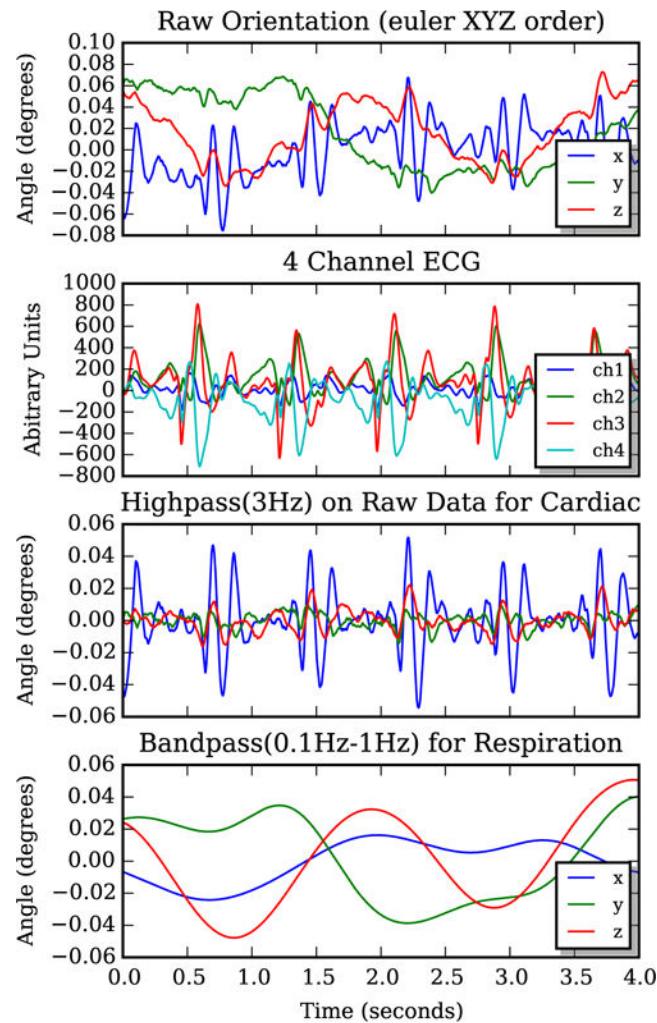 Raw Orientation (euler XYZ order)
Angle (degrees)
0.10
0.08
0.06
0.04
0.02
0.00
−0.02
−0.04
−0.06
−0.08
x
y
z
4 Channel ECG
Abitrary Units
1000
800
600
400
200
0
−200
−400
−600
−800
ch1
ch2
ch3
ch4
Highpass(3Hz) on Raw Data for Cardiac
Angle (degrees)
0.06
0.04
0.02
0.00
−0.02
−0.04
−0.06
Bandpass(0.1Hz-1Hz) for Respiration
Angle (degrees)
0.06
0.04
0.02
0.00
−0.02
−0.04
−0.06
x
y
z
0.0 0.5 1.0 1.5 2.0 2.5 3.0 3.5 4.0
Time (seconds)